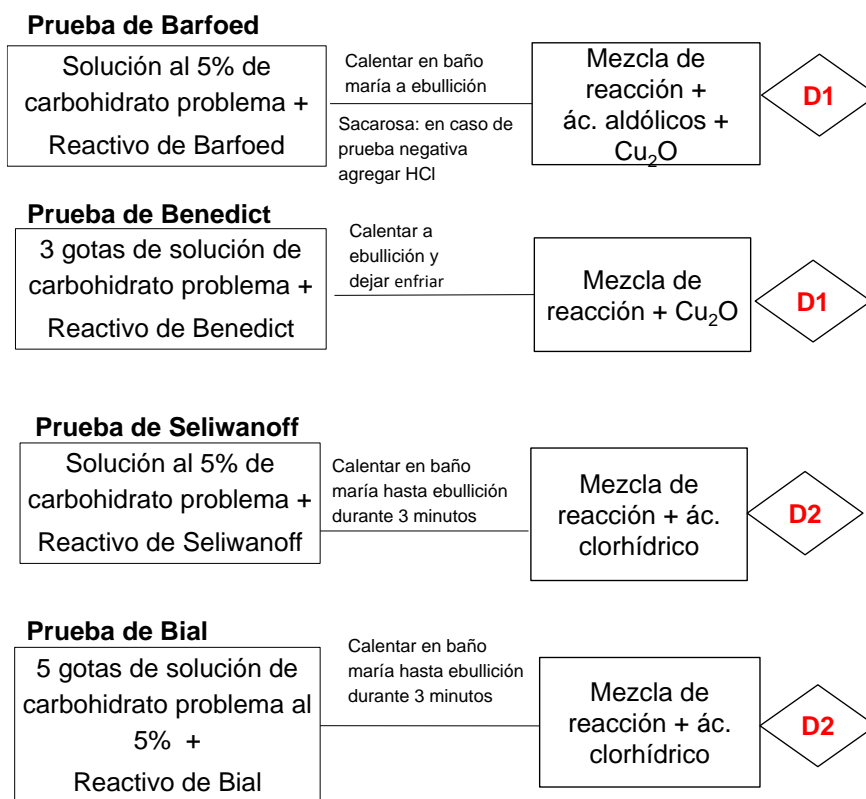 Prueba de Barfoed
Solución al 5% de
carbohidrato problema +
Reactivo de Barfoed
Calentar en baño
maría a ebullición
Sacarosa: en caso de
prueba negativa
agregar HCl
Mezcla de
reacción +
ác. aldólicos +
Cu₂O
D1
Prueba de Benedict
3 gotas de solución de
carbohidrato problema +
Reactivo de Benedict
Calentar a
ebullición y
dejar enfriar
Mezcla de
reacción + Cu₂O
D1
Prueba de Seliwanoff
Solución al 5% de
carbohidrato problema +
Reactivo de Seliwanoff
Calentar en baño
maría hasta ebullición
durante 3 minutos
Mezcla de
reacción + ác.
clorhídrico
D2
Prueba de Bial
5 gotas de solución de
carbohidrato problema al
5% +
Reactivo de Bial
Calentar en baño
maría hasta ebullición
durante 3 minutos
Mezcla de
reacción + ác.
clorhídrico
D2